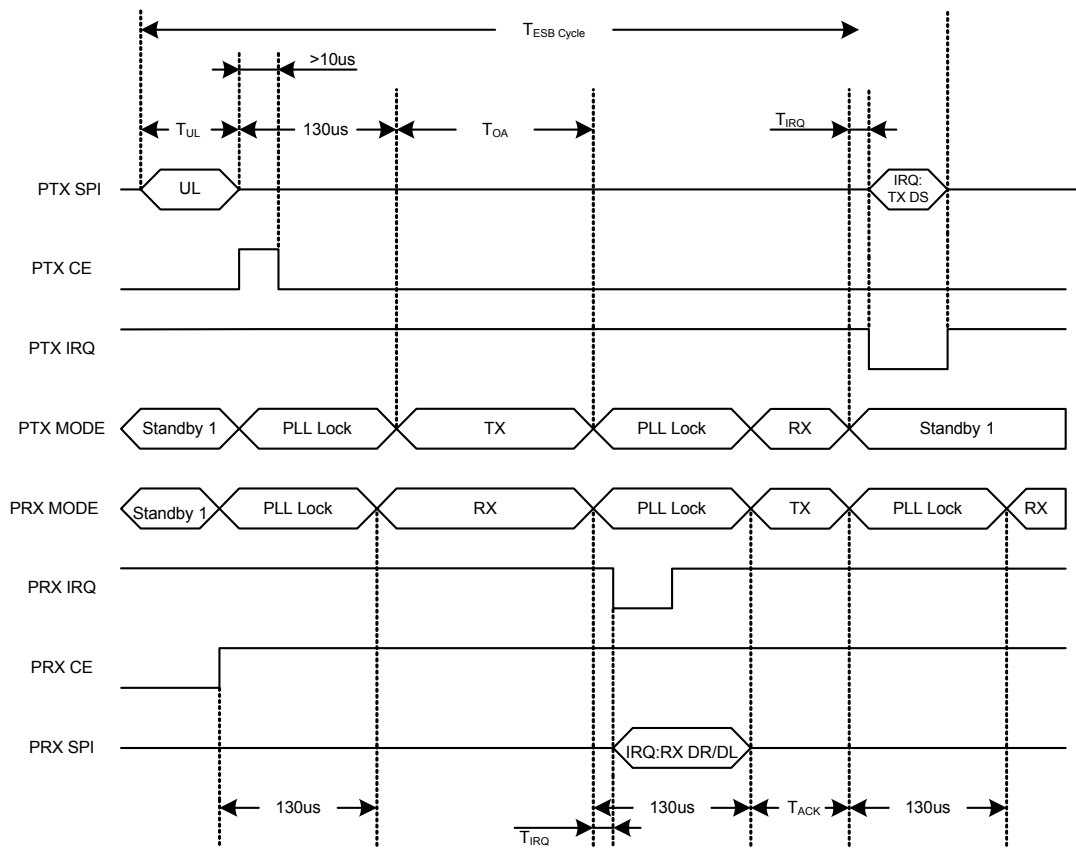 TESB Cycle
>10us
TUL 130us TOA TIRQ
PTX SPI UL IRQ:
TX DS
PTX CE
PTX IRQ
PTX MODE Standby 1 PLL Lock TX PLL Lock RX Standby 1
PRX MODE Standby 1 PLL Lock RX PLL Lock TX PLL Lock RX
PRX IRQ
PRX CE
PRX SPI IRQ:RX DR/DL
130us 130us TACK 130us
TIRQ